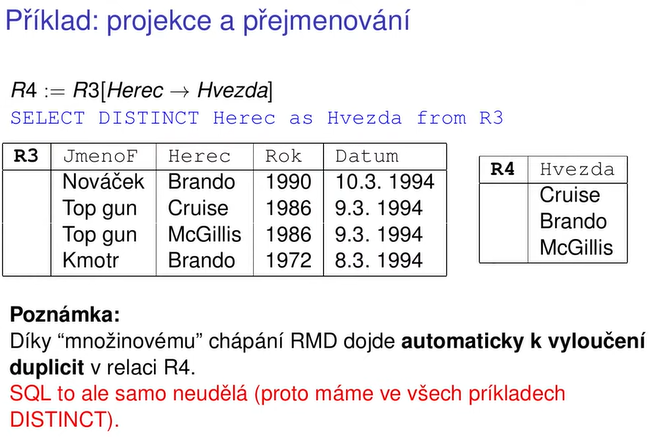 Příklad: projekce a přejmenování
R4 := R3[Herec → Hvezda]
SELECT DISTINCT Herec as Hvezda from R3
R3 JmenoF Herec Rok Datum
Nováček Brando 1990 10.3. 1994
Top gun Cruise 1986 9.3. 1994
Top gun McGillis 1986 9.3. 1994
Kmotr Brando 1972 8.3. 1994
R4 Hvezda
Cruise
Brando
McGillis
Poznámka:
Díky “množinovému” chápání RMD dojde automaticky k vyloučení
duplicit v relaci R4.
SQL to ale samo neudělá (proto máme ve všech príkladech
DISTINCT).